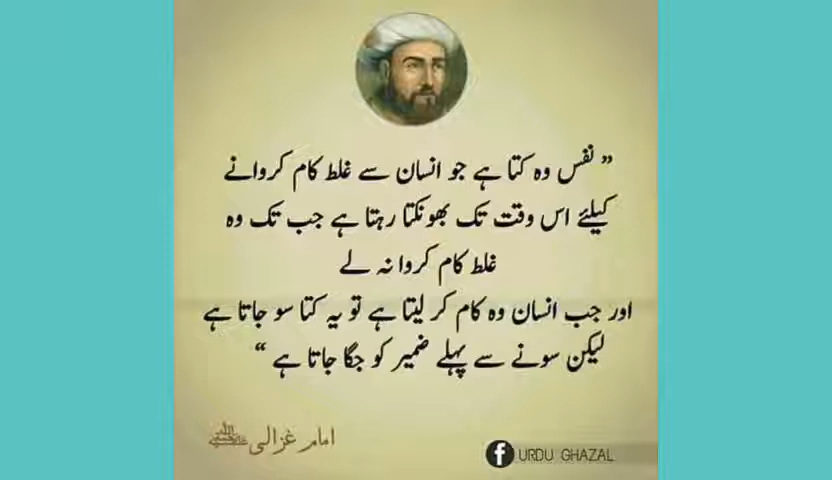 ” نفس وہ کتا ہے جو انسان سے غلط کام کروانے
کیلئے اس وقت تک بھونکتا رہتا ہے جب تک وہ
غلط کام کروا نہ لے
اور جب انسان وہ کام کر لیتا ہے تو یہ کتا سو جاتا ہے
لیکن سونے سے پہلے ضمیر کو جگا جاتا ہے “
امام غزالی
f URDU GHAZAL